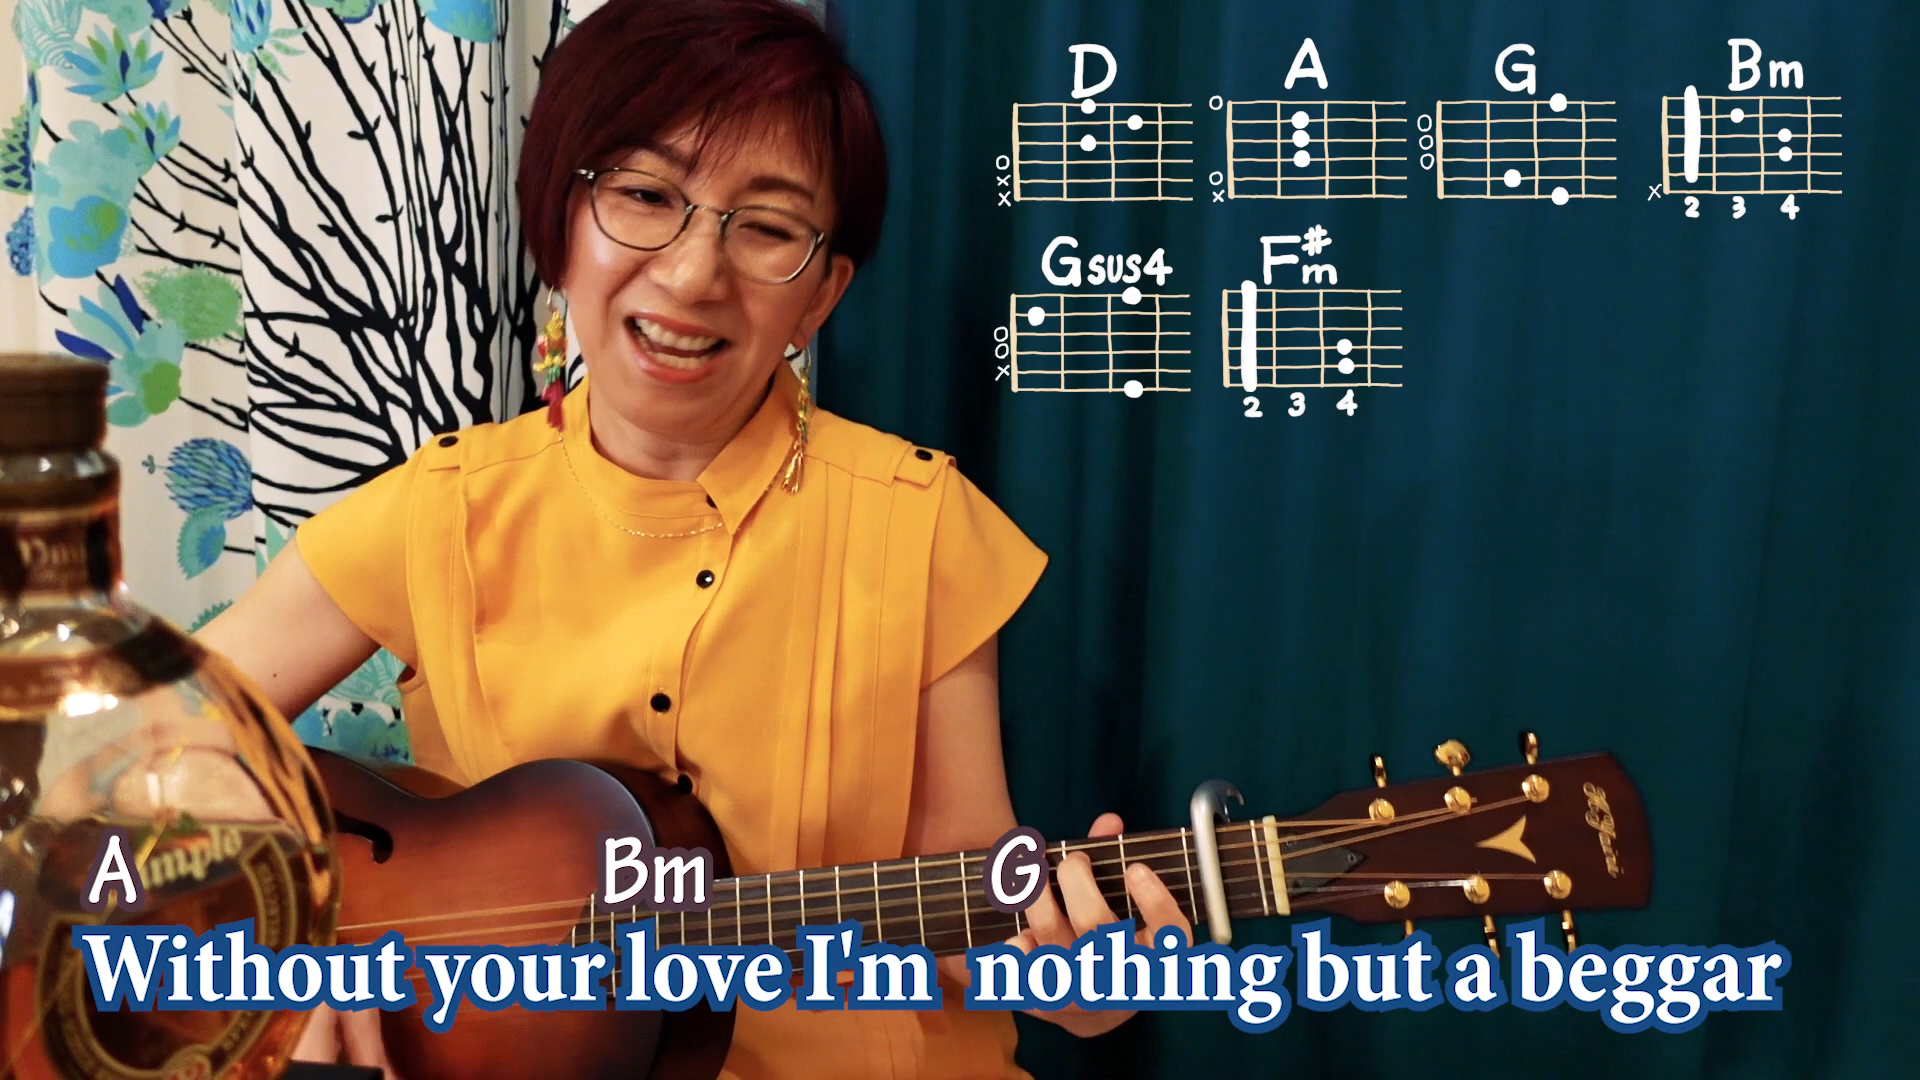 D A G Bm
2 3 4
Gsus4 F#m
2 3 4
A Bm G
Without your love I'm nothing but a beggar